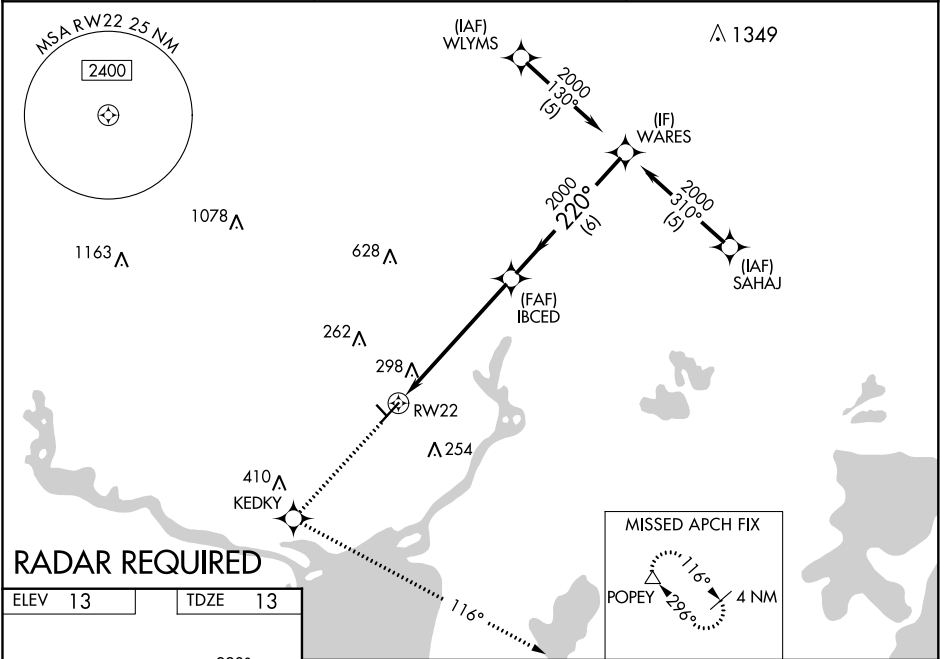 MSA RW22 25 NM
2400
(IAF)
WLYMS
1349
2000
130°
(5)
(IF)
WARES
2000
310°
(5)
2000
220°
(6)
1078
1163
628
(IAF)
SAHAJ
(FAF)
IBCED
262
298
RW22
254
410
KEDKY
MISSED APCH FIX
116°
POPEY
4 NM
296°
RADAR REQUIRED
ELEV 13
TDZE 13
116°